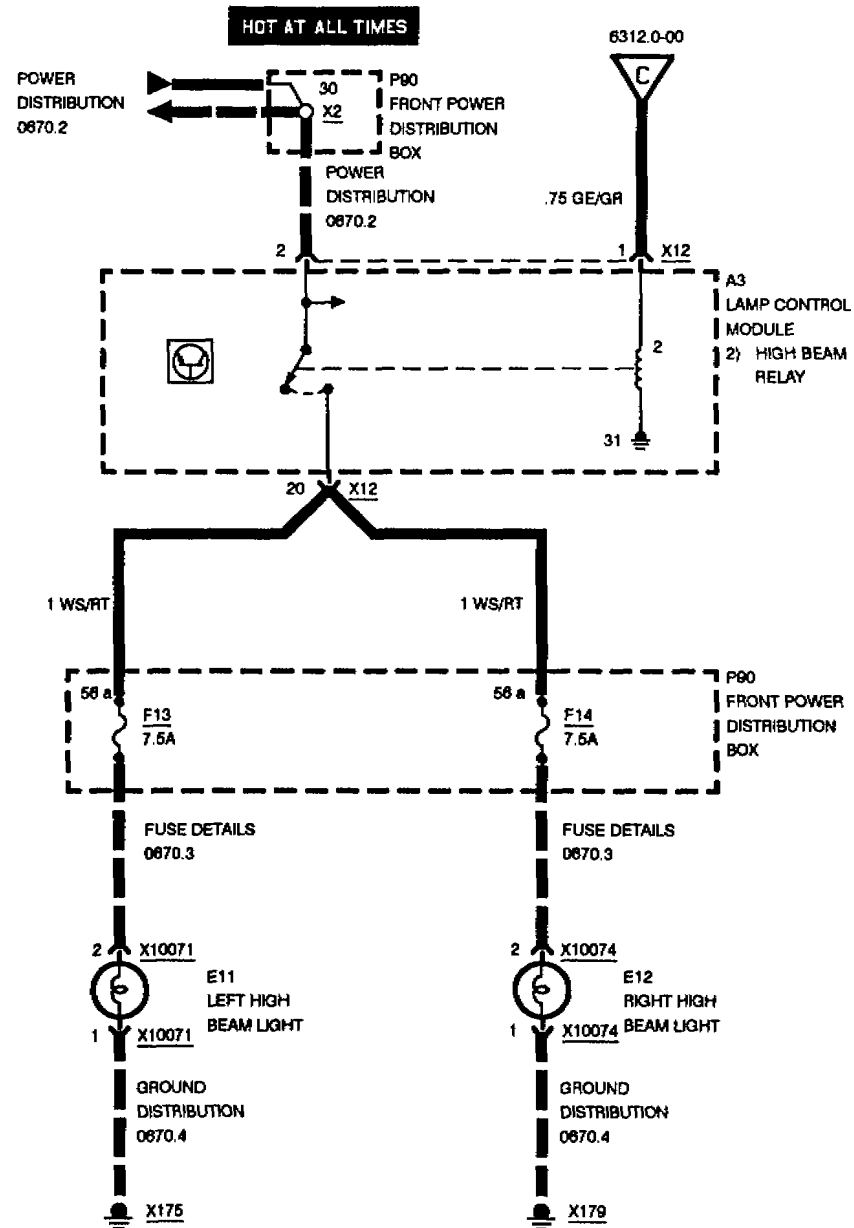 HOT AT ALL TIMES
6312.0-00
C
POWER
DISTRIBUTION
0670.2
30
X2
P90
FRONT POWER
DISTRIBUTION
BOX
POWER
DISTRIBUTION
0670.2
.75 GE/GR
2
1
X12
A3
LAMP CONTROL
MODULE
2) HIGH BEAM
RELAY
2
31
20
X12
1 WS/RT
1 WS/RT
56 a
F13
7.5A
56 a
F14
7.5A
P90
FRONT POWER
DISTRIBUTION
BOX
FUSE DETAILS
0670.3
FUSE DETAILS
0670.3
2
X10071
E11
LEFT HIGH
BEAM LIGHT
1
X10071
2
X10074
E12
RIGHT HIGH
BEAM LIGHT
1
X10074
GROUND
DISTRIBUTION
0670.4
GROUND
DISTRIBUTION
0670.4
X175
X179